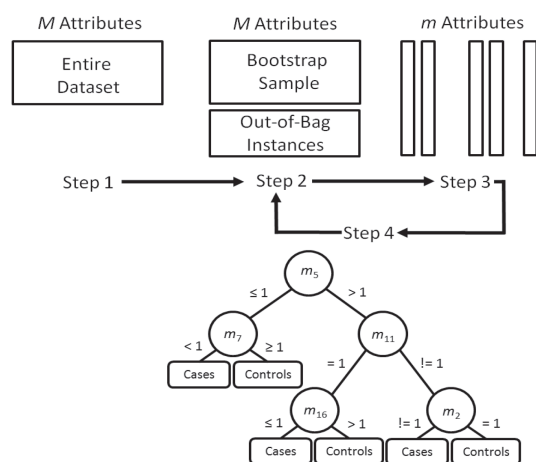 M Attributes
M Attributes
m Attributes
Entire
Dataset
Bootstrap
Sample
Out-of-Bag
Instances
Step 1
Step 2
Step 3
Step 4
m5
≤ 1
> 1
m7
m11
< 1
≥ 1
= 1
!= 1
Cases
Controls
m16
m2
≤ 1
> 1
!= 1
= 1
Cases
Controls
Cases
Controls